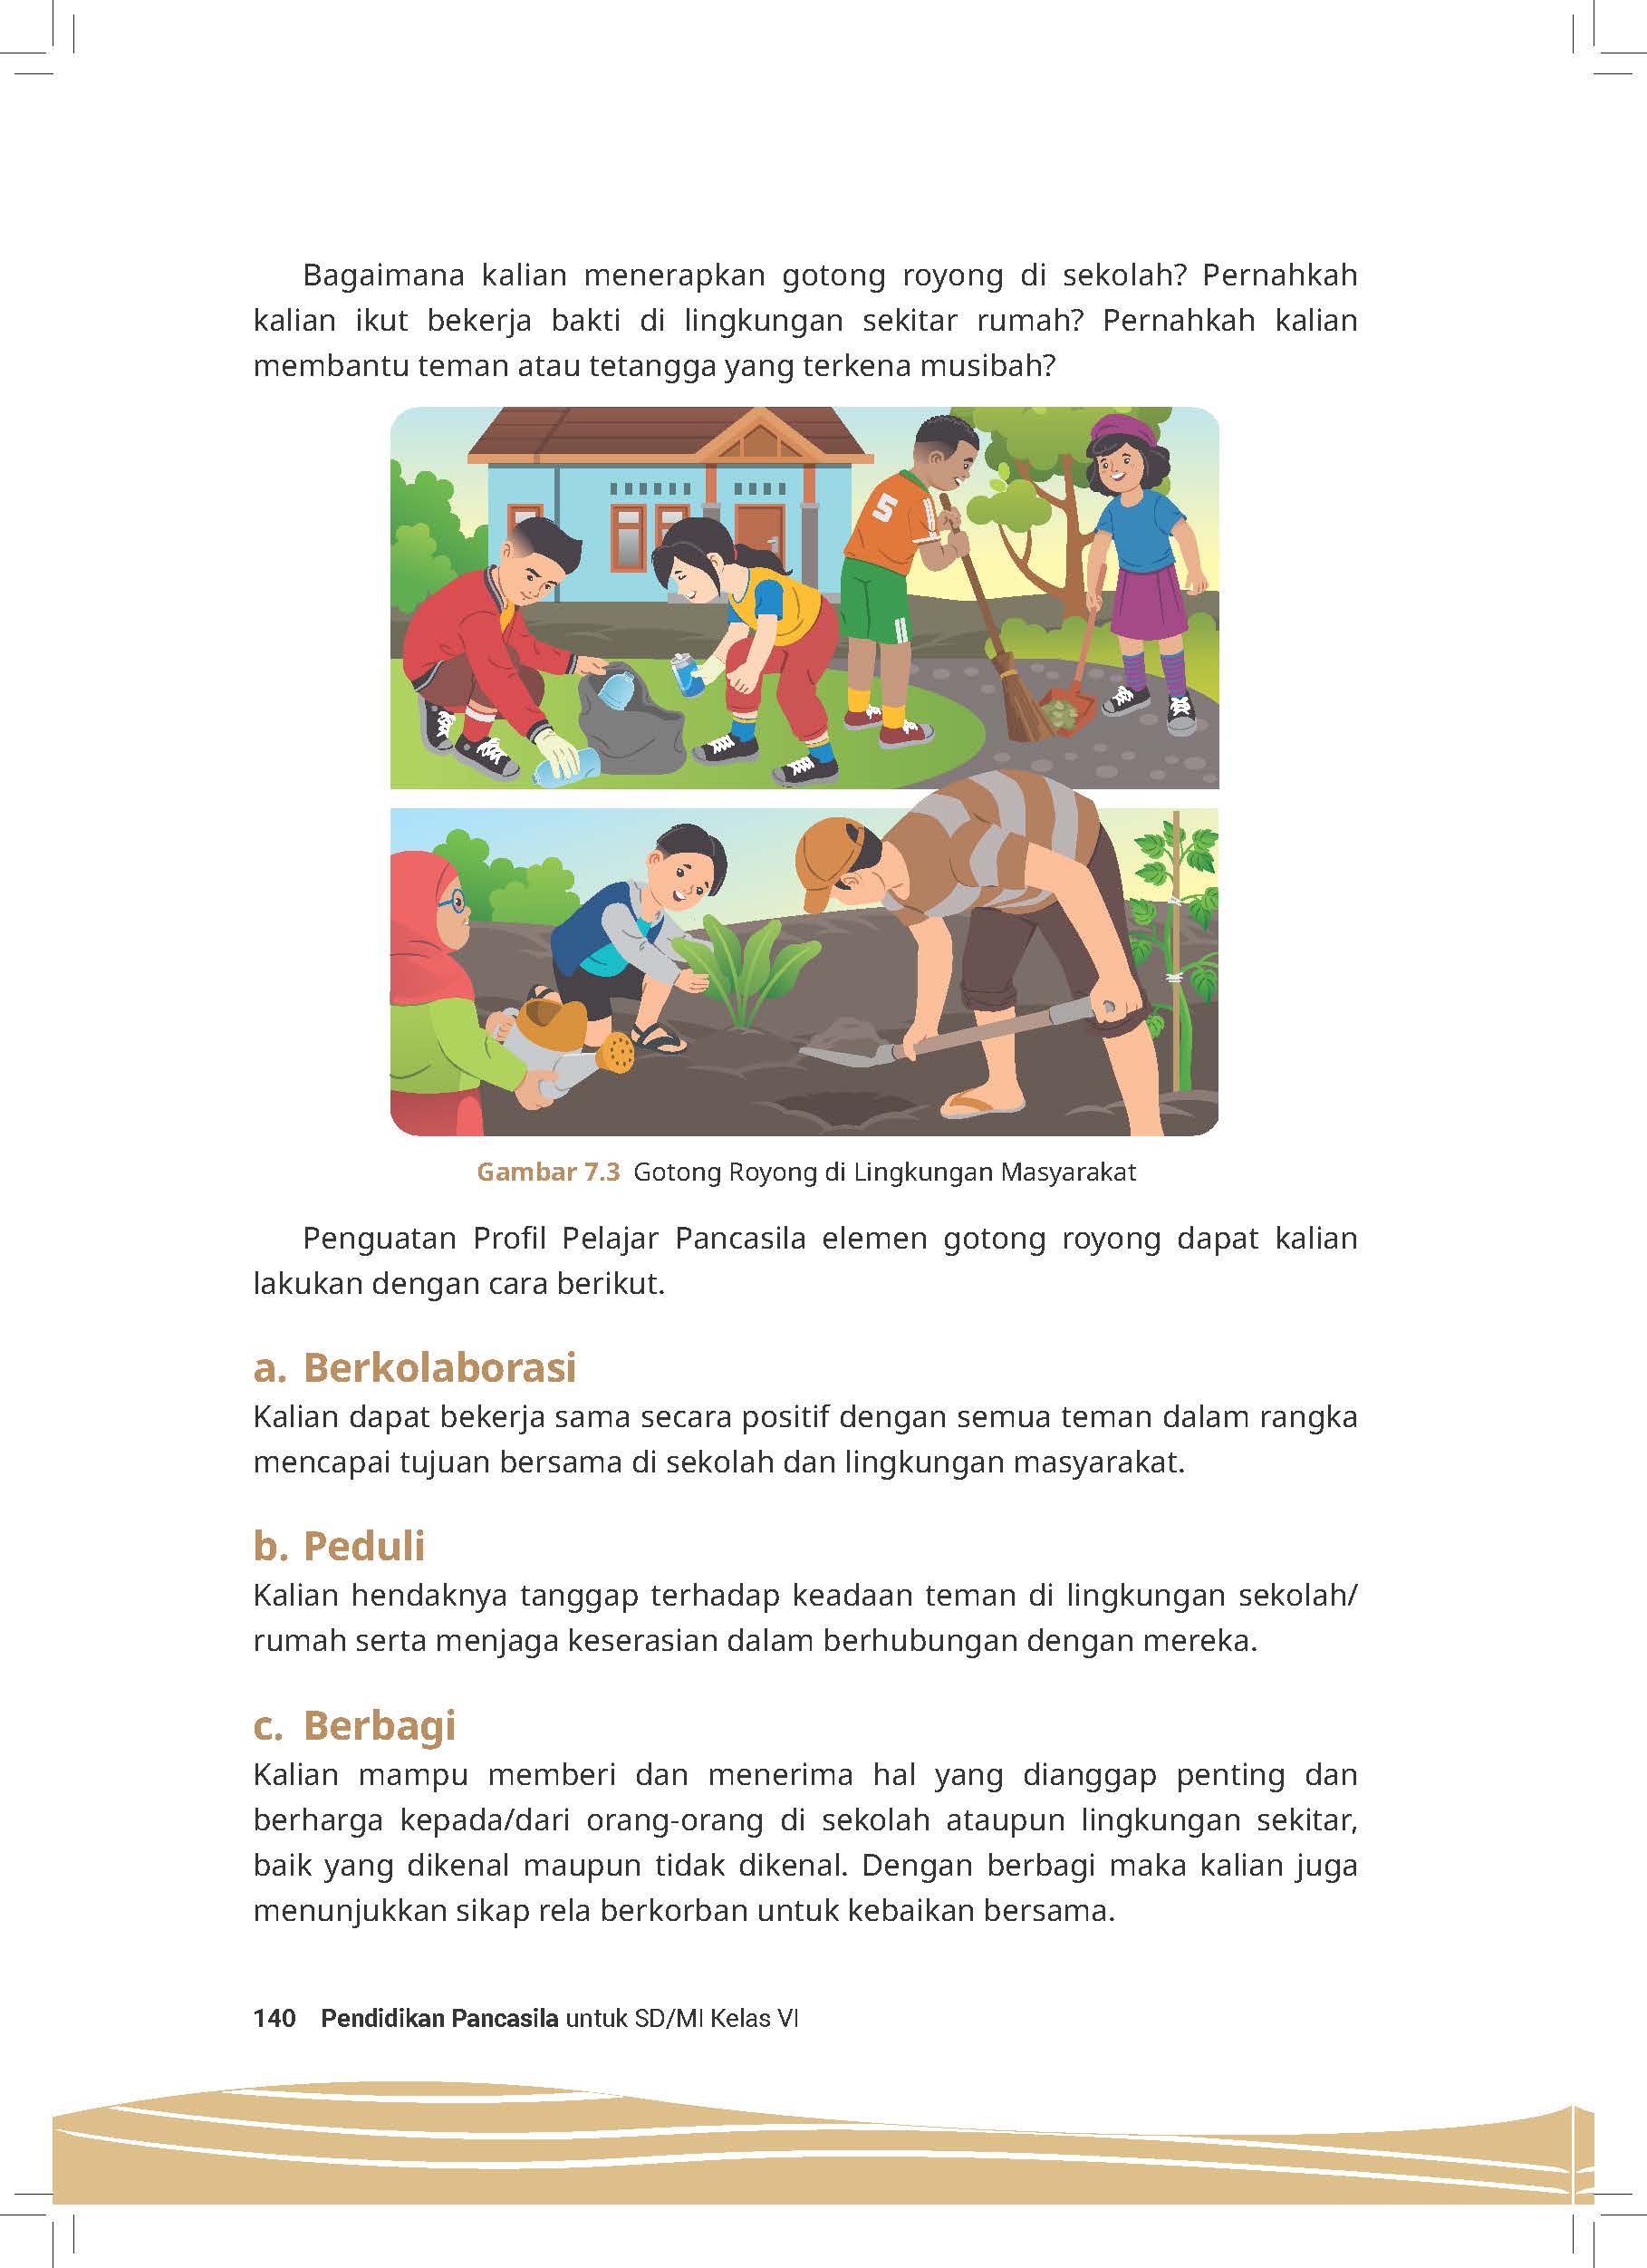 Bagaimana kalian menerapkan gotong royong di sekolah? Pernahkah
kalian ikut bekerja bakti di lingkungan sekitar rumah? Pernahkah kalian
membantu teman atau tetangga yang terkena musibah?
5
Gambar 7.3 Gotong Royong di Lingkungan Masyarakat
Penguatan Profil Pelajar Pancasila elemen gotong royong dapat kalian
lakukan dengan cara berikut.
a. Berkolaborasi
Kalian dapat bekerja sama secara positif dengan semua teman dalam rangka
mencapai tujuan bersama di sekolah dan lingkungan masyarakat.
b. Peduli
Kalian hendaknya tanggap terhadap keadaan teman di lingkungan sekolah/
rumah serta menjaga keserasian dalam berhubungan dengan mereka.
c. Berbagi
Kalian mampu memberi dan menerima hal yang dianggap penting dan
berharga kepada/dari orang-orang di sekolah ataupun lingkungan sekitar,
baik yang dikenal maupun tidak dikenal. Dengan berbagi maka kalian juga
menunjukkan sikap rela berkorban untuk kebaikan bersama.
140 Pendidikan Pancasila untuk SD/MI Kelas VI